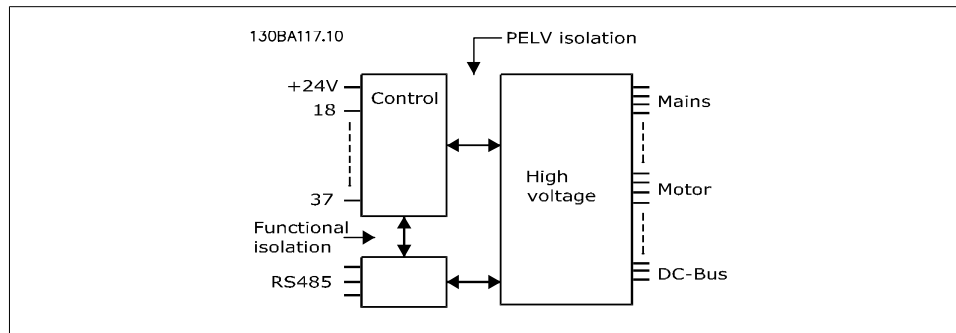 130BA117.10
PELV isolation
+24V
Control
Mains
18
High
voltage
Motor
37
Functional
isolation
RS485
DC-Bus